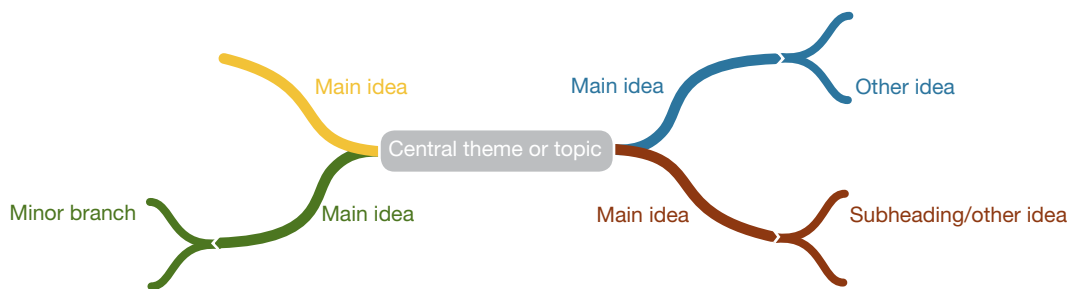 Main idea
Main idea
Other idea
Central theme or topic
Minor branch
Main idea
Main idea
Subheading/other idea